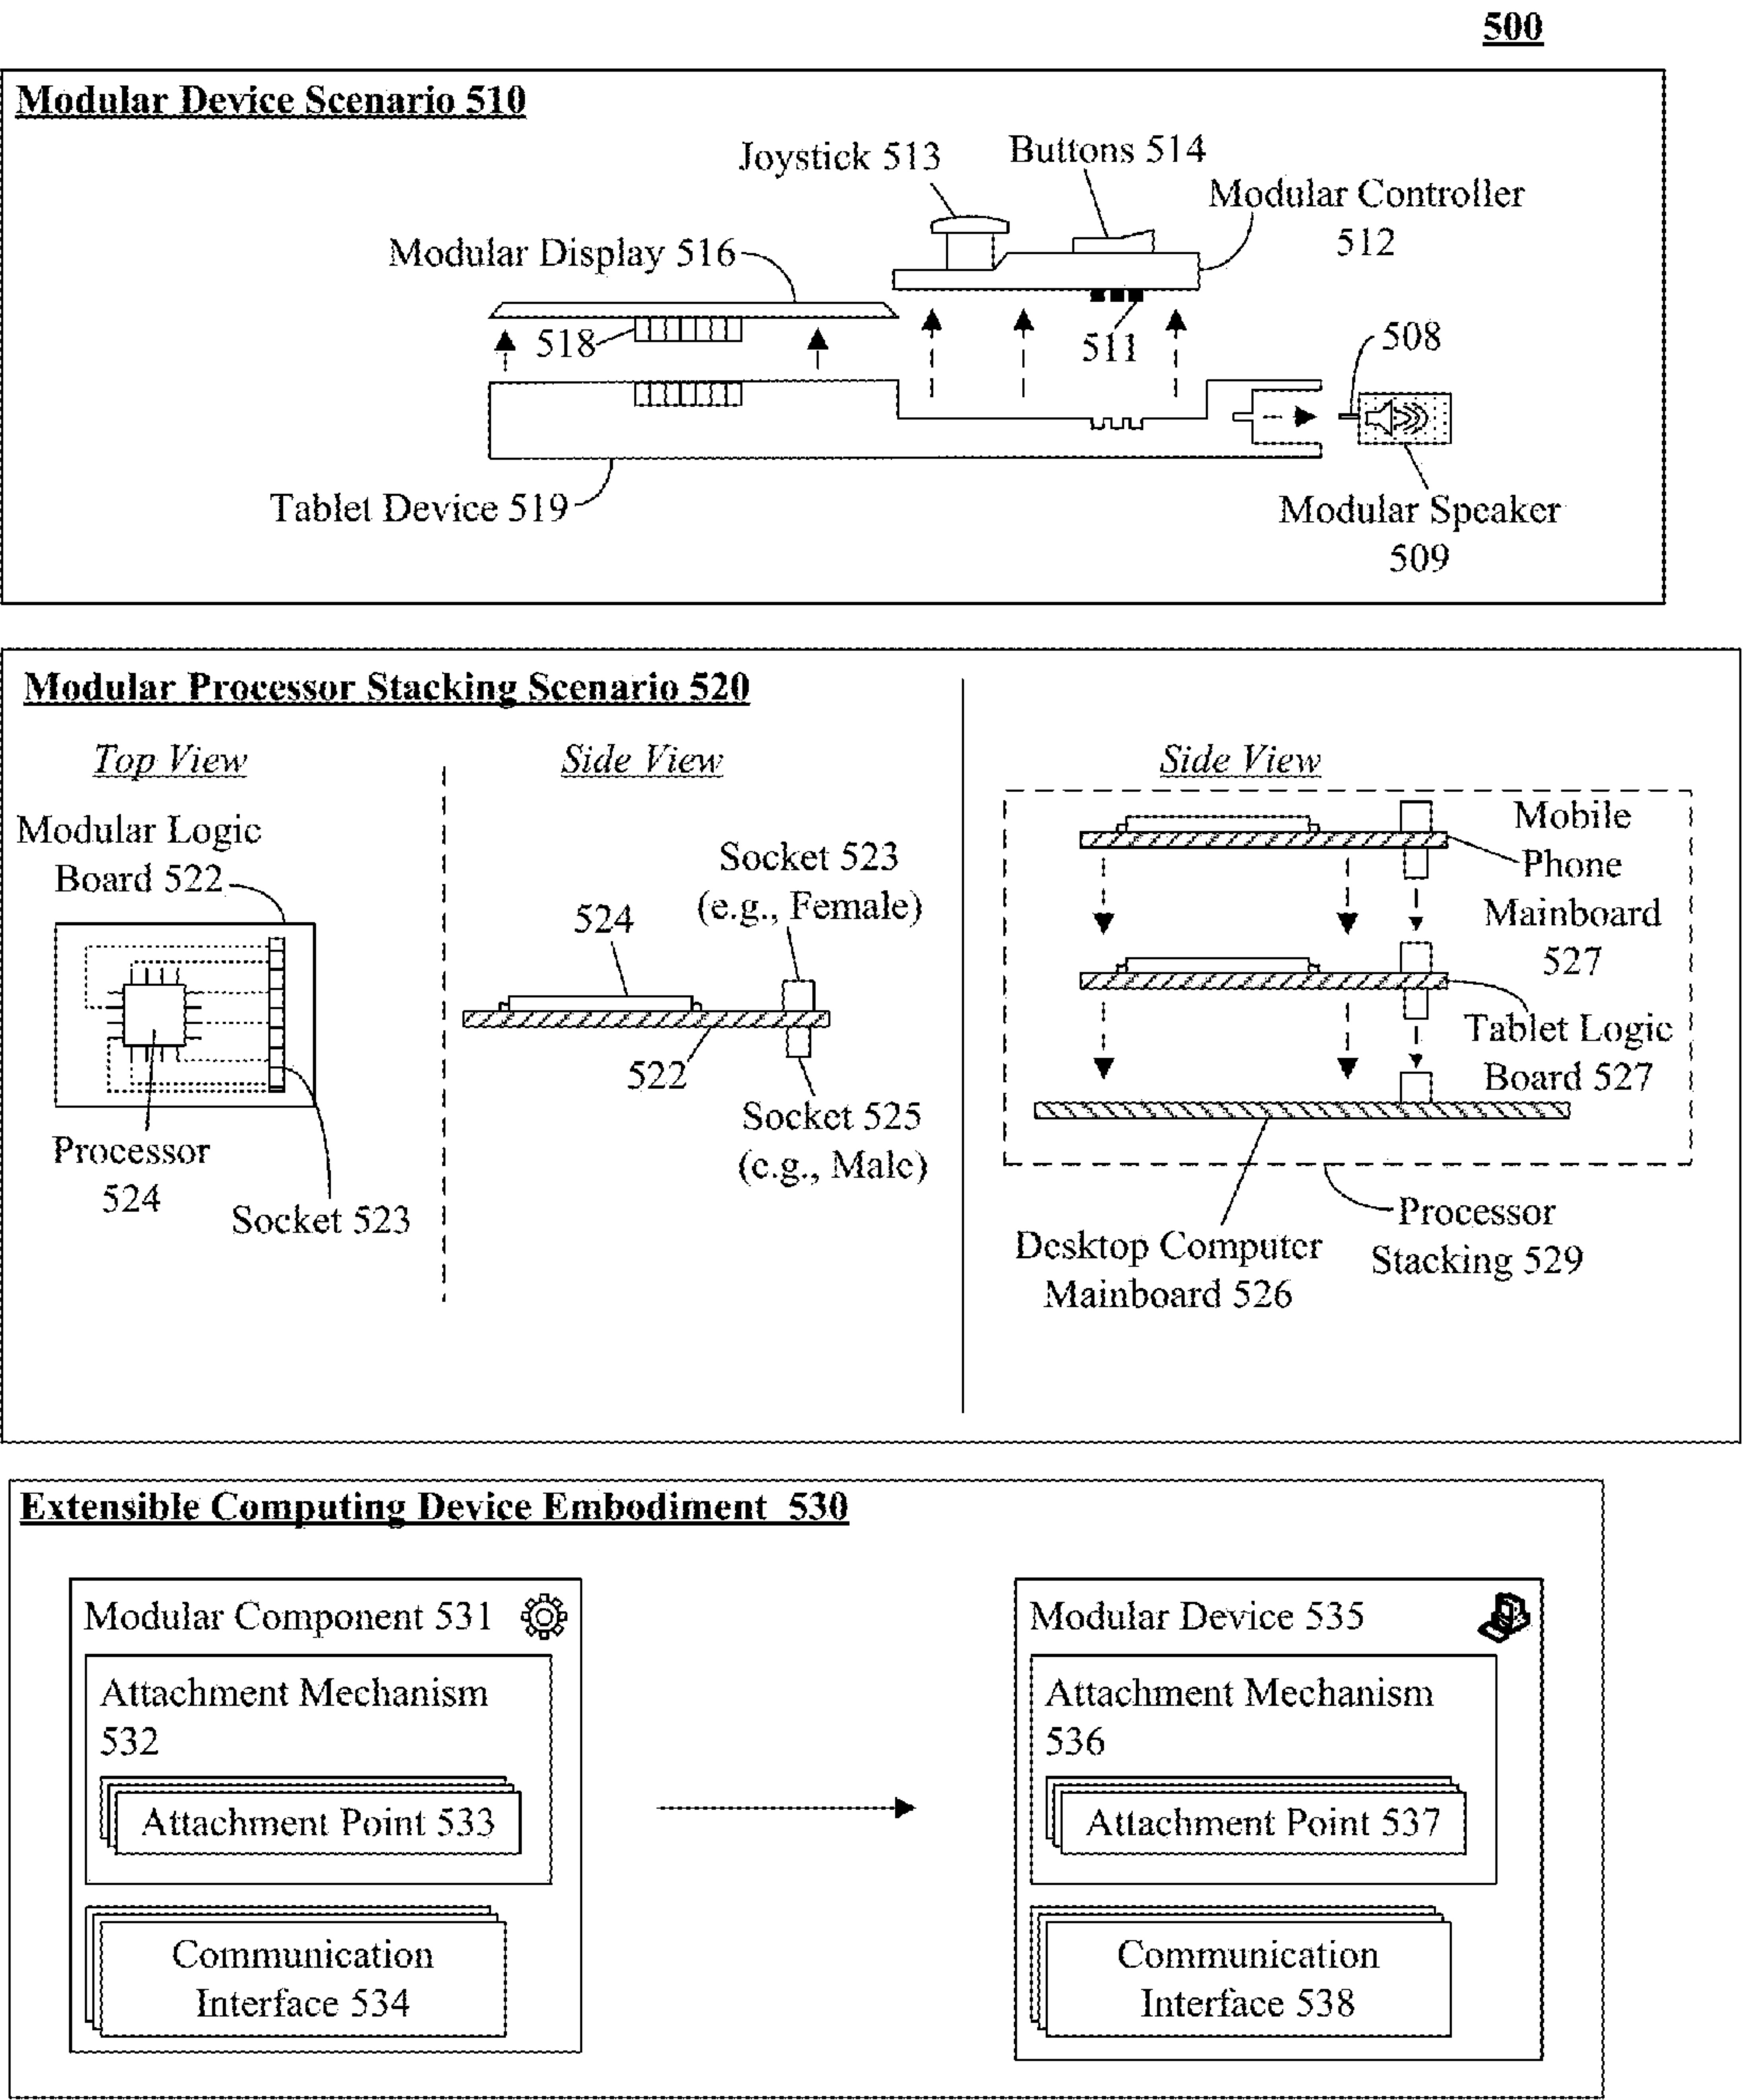 500
Modular Device Scenario 510
Joystick 513
Buttons 514
Modular Controller
512
Modular Display 516
518
511
508
Tablet Device 519
Modular Speaker
509
Modular Processor Stacking Scenario 520
Top View
Modular Logic
Board 522
Processor
524
Socket 523
Side View
Socket 523
(e.g., Female)
524
522
Socket 525
(e.g., Male)
Side View
Mobile
Phone
Mainboard
527
Tablet Logic
Board 527
Processor
Stacking 529
Desktop Computer
Mainboard 526
Extensible Computing Device Embodiment 530
Modular Component 531
Attachment Mechanism
532
Attachment Point 533
Communication
Interface 534
Modular Device 535
Attachment Mechanism
536
Attachment Point 537
Communication
Interface 538